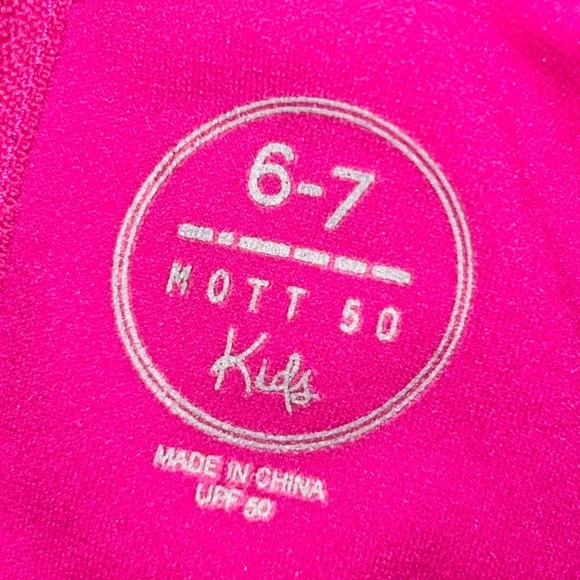 6-7
MOTT 50
Kids
MADE IN CHINA
UPF 50